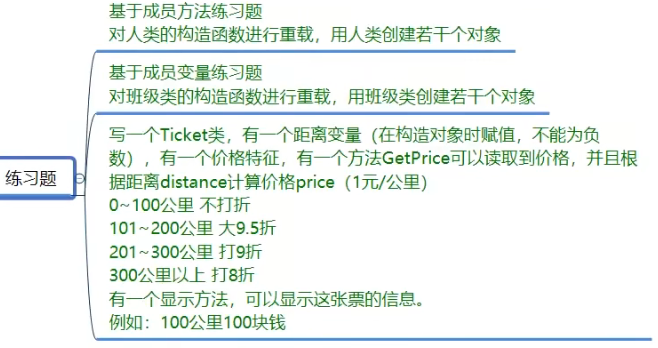 基于成员方法练习题
对人类的构造函数进行重载，用人类创建若干个对象
基于成员变量练习题
对班级类的构造函数进行重载，用班级类创建若干个对象
练习题
写一个Ticket类，有一个距离变量（在构造对象时赋值，不能为负
数），有一个价格特征，有一个方法GetPrice可以读取到价格，并且根
据距离distance计算价格price（1元/公里）
0~100公里 不打折
101~200公里 大9.5折
201~300公里 打9折
300公里以上 打8折
有一个显示方法，可以显示这张票的信息。
例如：100公里100块钱